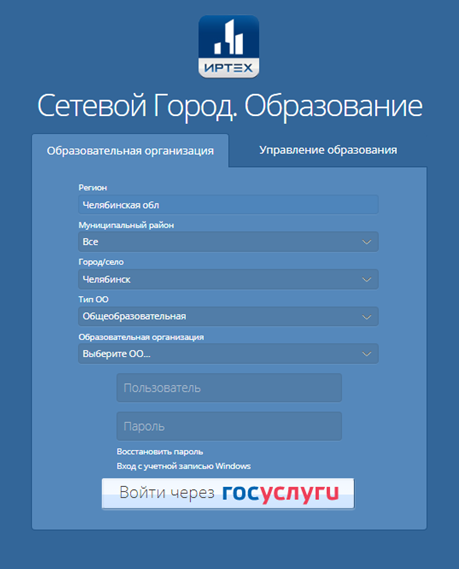 ИРТЕХ
Сетевой Город. Образование
Образовательная организация
Управление образования
Регион
Челябинская обл
Муниципальный район
Все
Город/село
Челябинск
Тип ОО
Общеобразовательная
Образовательная организация
Выберите ОО...
Пользователь
Пароль
Восстановить пароль
Вход с учетной записью Windows
Войти через госуслуги